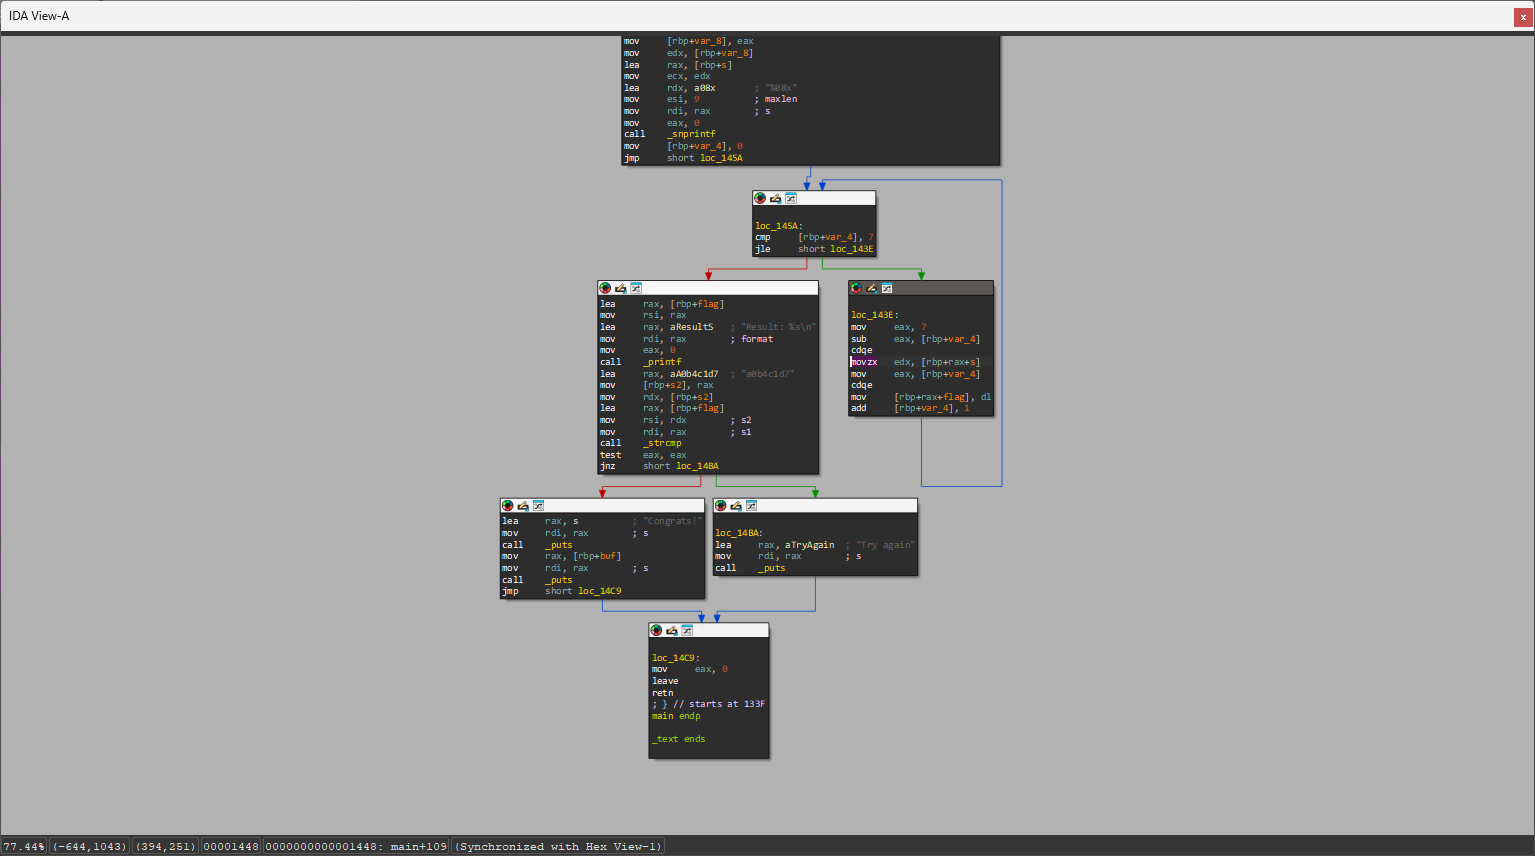 IDA View-A
x
mov [rbp+var_8], eax
mov edx, [rbp+var_8]
lea rax, [rbp+s]
mov ecx, edx
lea rdx, a08x ; "%08x"
mov esi, 9 ; maxlen
mov rdi, rax ; s
mov eax, 0
call _snprintf
mov [rbp+var_4], 0
jmp short loc_145A
loc_145A:
cmp [rbp+var_4], 7
jle short loc_143E
lea rax, [rbp+flag]
mov rsi, rax
lea rax, aResultS ; "Result: %s\n"
mov rdi, rax ; format
mov eax, 0
call _printf
lea rax, aA0b4c1d7 ; "a0b4c1d7"
mov [rbp+s2], rax
mov rdx, [rbp+s2]
lea rax, [rbp+flag]
mov rsi, rdx ; s2
mov rdi, rax ; s1
call _strcmp
test eax, eax
jnz short loc_14BA
loc_143E:
mov eax, 7
sub eax, [rbp+var_4]
cdqe
movzx edx, [rbp+rax+s]
mov eax, [rbp+var_4]
cdqe
mov [rbp+rax+flag], dl
add [rbp+var_4], 1
lea rax, s ; "Congrats!"
mov rdi, rax ; s
call _puts
mov rax, [rbp+buf]
mov rdi, rax ; s
call _puts
jmp short loc_14C9
loc_14BA:
lea rax, aTryAgain ; "Try again"
mov rdi, rax ; s
call _puts
loc_14C9:
mov eax, 0
leave
retn
; } // starts at 133F
main endp
_text ends
77.44% (-644,1043) (394,251) 00001448 0000000000001448: main+109 (Synchronized with Hex View-1)